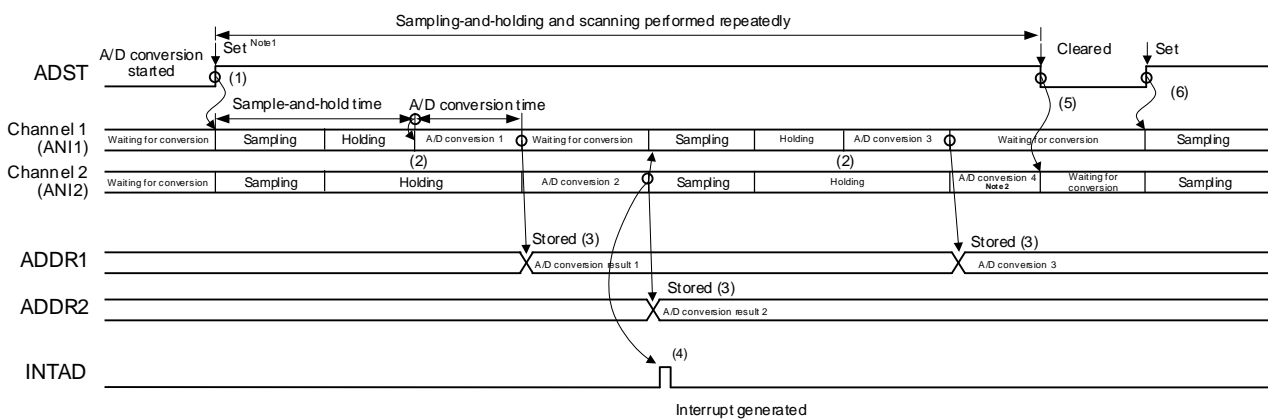 Sampling-and-holding and scanning performed repeatedly
A/D conversion
started
Set Note1
Cleared
Set
ADST
(1)
(5)
(6)
Sample-and-hold time
A/D conversion time
Channel 1
(ANI1)
Waiting for conversion
Sampling
Holding
A/D conversion 1
Waiting for conversion
Sampling
Holding
A/D conversion 3
Waiting for conversion
Sampling
(2)
(2)
Channel 2
(ANI2)
Waiting for conversion
Sampling
Holding
A/D conversion 2
Sampling
Holding
A/D conversion 4
Note 2
Waiting for
conversion
Sampling
Stored (3)
Stored (3)
ADDR1
A/D conversion result 1
A/D conversion 3
Stored (3)
ADDR2
A/D conversion result 2
(4)
INTAD
Interrupt generated